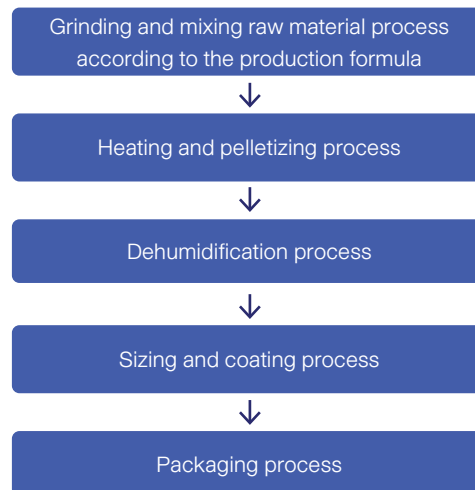 Grinding and mixing raw material process
according to the production formula
Heating and pelletizing process
Dehumidification process
Sizing and coating process
Packaging process